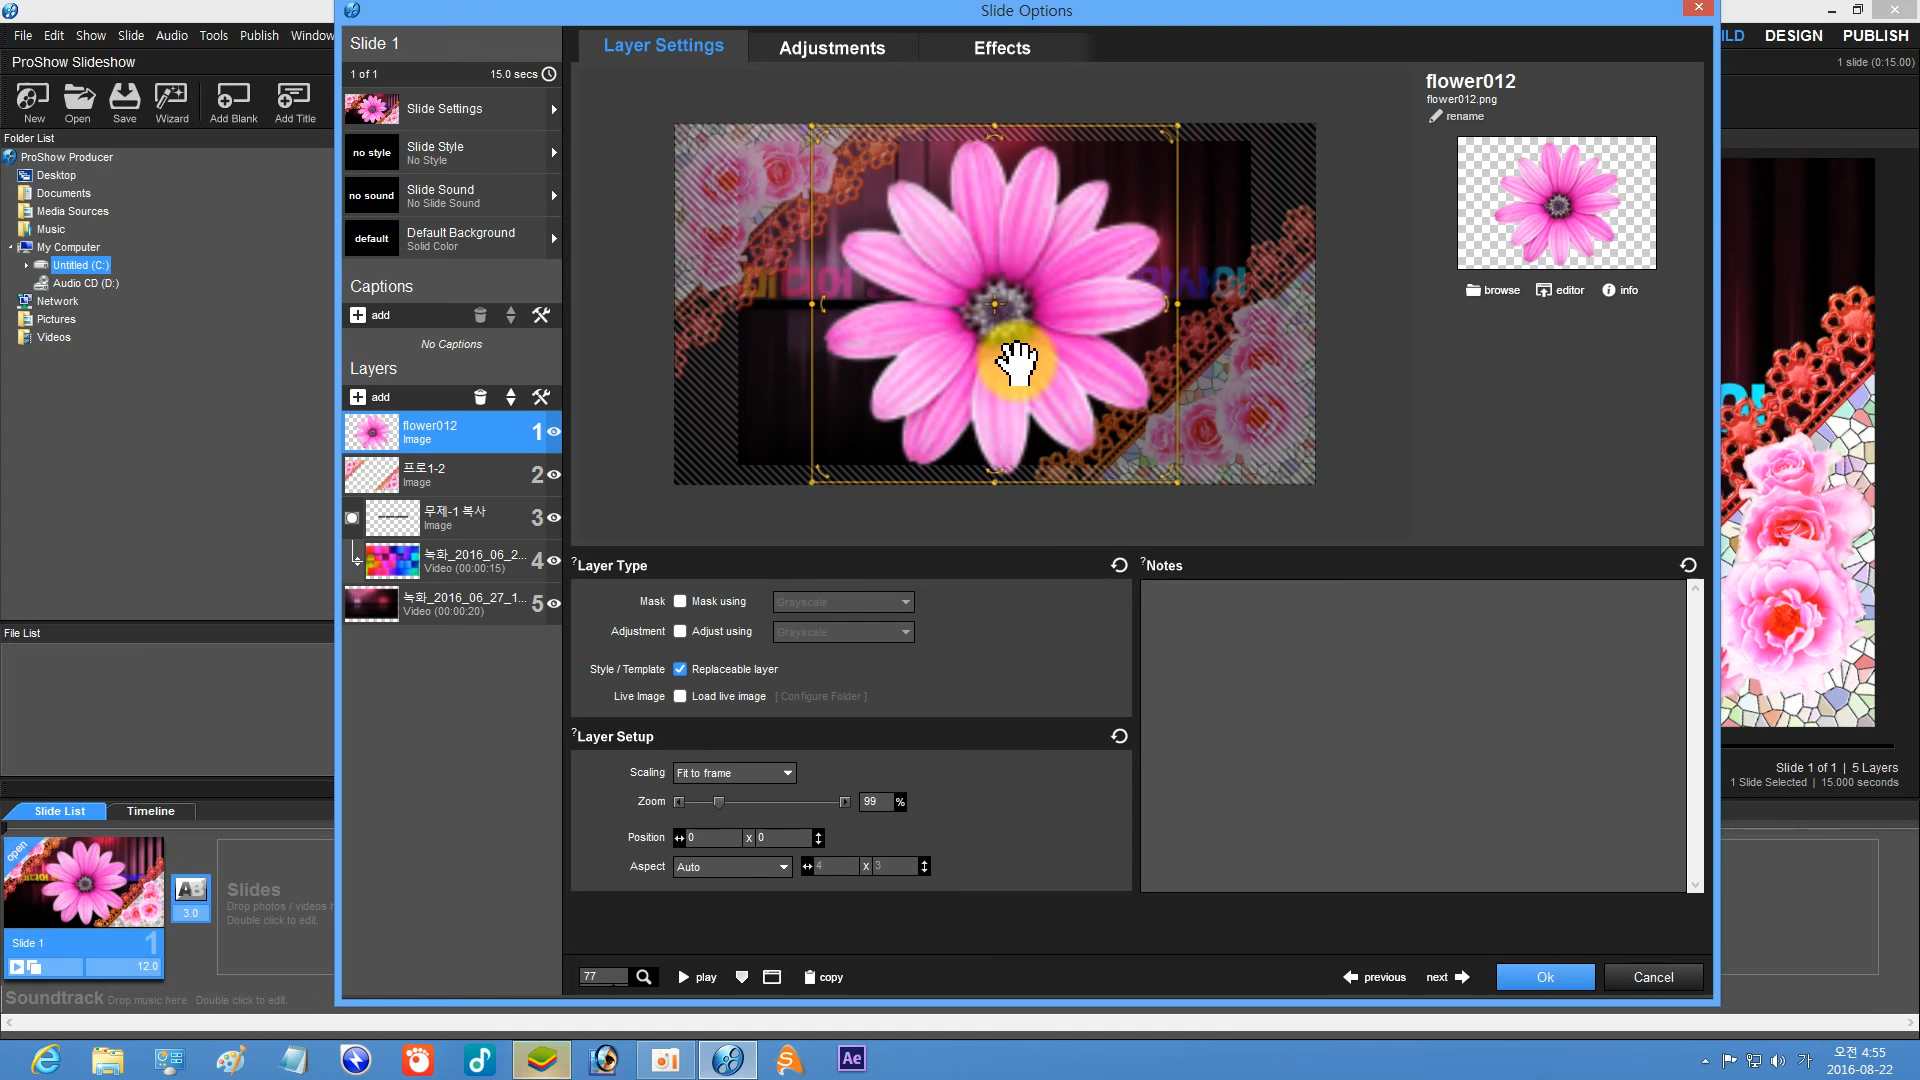 Slide Options
File Edit Show Slide Audio Tools Publish Window
DESIGN PUBLISH
ProShow Slideshow
1 slide (0:15.00)
New Open Save Wizard Add Blank Add Title
Folder List
ProShow Producer
Desktop
Documents
Media Sources
Music
My Computer
Untitled (C:)
Audio CD (D:)
Network
Pictures
Videos
File List
Slide 1
1 of 1 15.0 secs
Slide Settings
no style
Slide Style
No Style
no sound
Slide Sound
No Slide Sound
default
Default Background
Solid Color
Captions
add
No Captions
Layers
add
flower012
Image
1
프로1-2
Image
2
무제-1 복사
Image
3
녹화_2016_06_2...
Video (00:00:15)
4
녹화_2016_06_27_1...
Video (00:00:20)
5
Layer Settings Adjustments Effects
flower012
flower012.png
rename
browse editor info
?Layer Type
Mask Mask using Grayscale
Adjustment Adjust using Grayscale
Style / Template Replaceable layer
Live Image Load live image [ Configure Folder ]
?Layer Setup
Scaling Fit to frame
Zoom 99 %
Position 0 x 0
Aspect Auto 4 x 3
?Notes
77 play copy
previous next Ok Cancel
Slide 1 of 1 | 5 Layers
1 Slide Selected | 15.000 seconds
Slide List Timeline
open
AB
3.0
Slide 1
1
12.0
Slides
Drop photos / videos h
Double click to edit.
Soundtrack Drop music here. Double click to edit.
Ae
가
오전 4:55
2016-08-22